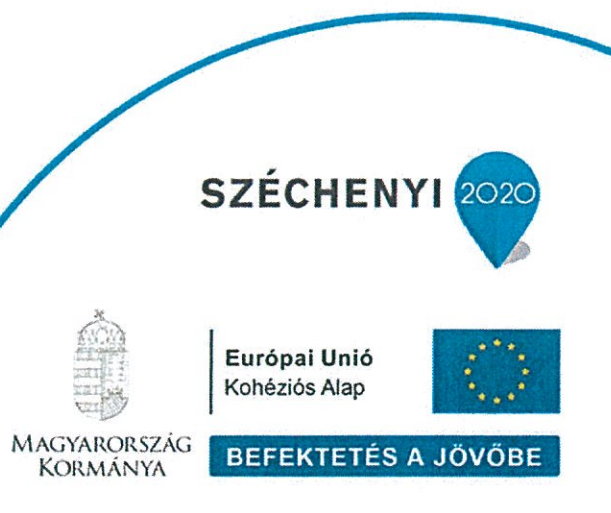 SZÉCHENYI 2020
Európai Unió
Kohéziós Alap
MAGYARORSZÁG
KORMÁNYA
BEFEKTETÉS A JÖVŐBE